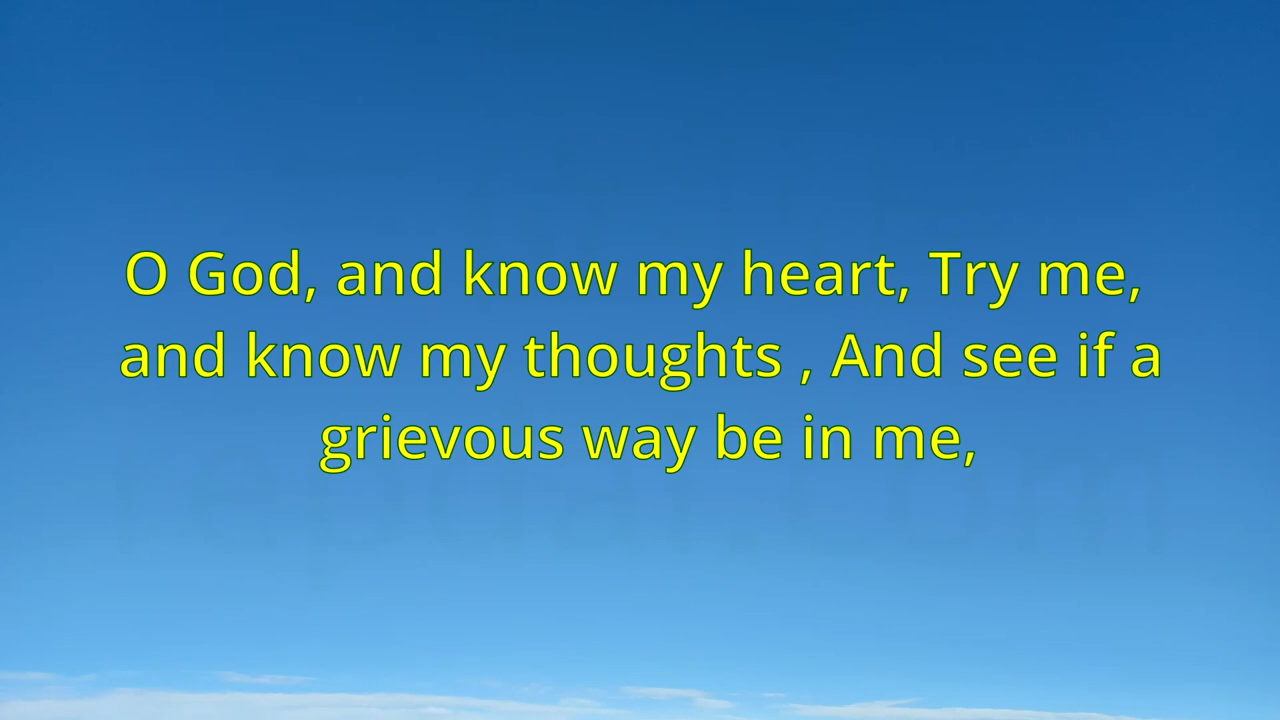 O God, and know my heart, Try me,
and know my thoughts , And see if a
grievous way be in me,